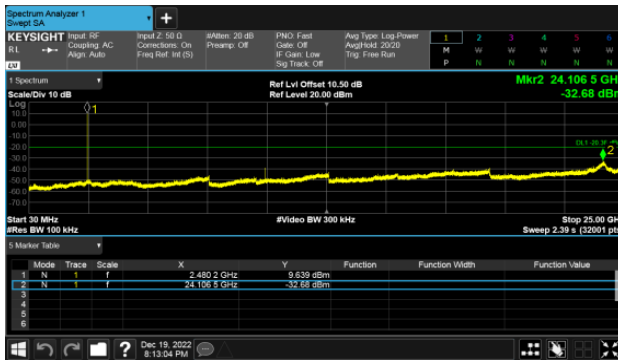 Spectrum Analyzer 1
Swept SA
KEYSIGHT Input: RF Input Z: 50 Ω #Atten: 20 dB PNO: Fast Avg Type: Log-Power 1 2 3 4 5 6
RL Coupling: AC Corrections: On Preamp: Off Gate: Off Avg|Hold: 20/20 M W W W W W
Align: Auto Freq Ref: Int (S) IF Gain: Low Trig: Free Run
Sig Track: Off P N N N N N
LXI
1 Spectrum Ref Lvl Offset 10.50 dB Mkr2 24.106 5 GH
Scale/Div 10 dB Ref Level 20.00 dBm -32.68 dBr
Log
10.0
0.00
-10.0
-20.0
-30.0
-40.0
-50.0
-60.0
-70.0
1
2
Start 30 MHz #Video BW 300 kHz Stop 25.00 GH
#Res BW 100 kHz Sweep 2.39 s (32001 pts
5 Marker Table
Mode Trace Scale X Y Function Function Width Function Value
1 N 1 f 2.480 2 GHz 9.639 dBm
2 N 1 f 24.106 5 GHz -32.68 dBm
3
4
5
6
? Dec 19, 2022
8:13:04 PM